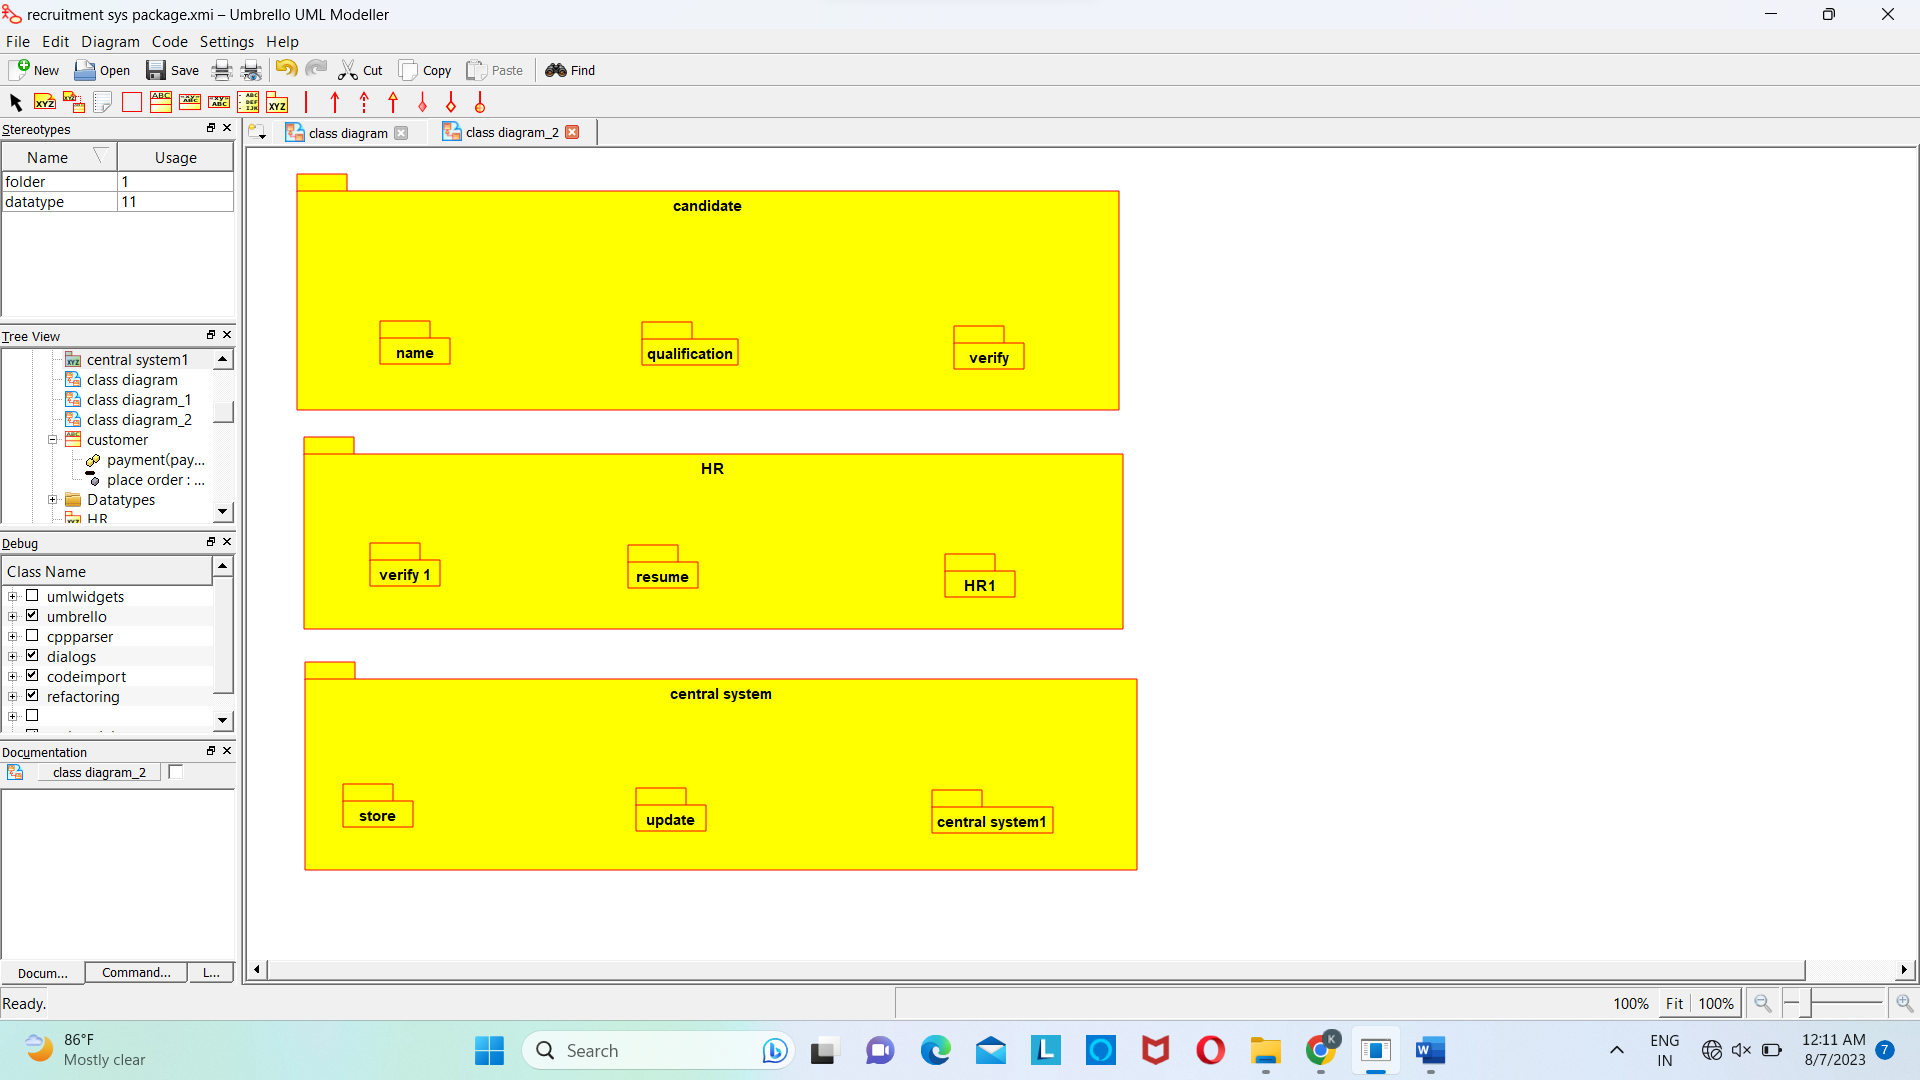 recruitment sys package.xmi – Umbrello UML Modeller
File Edit Diagram Code Settings Help
New Open Save Cut Copy Paste Find
Stereotypes
Name Usage
folder 1
datatype 11
Tree View
central system1
class diagram
class diagram_1
class diagram_2
customer
payment(pay...
place order : ...
Datatypes
HR
Debug
Class Name
umlwidgets
umbrello
cppparser
dialogs
codeimport
refactoring
Documentation
class diagram_2
Docum... Command... L...
class diagram class diagram_2
candidate
name qualification verify
HR
verify 1 resume HR1
central system
store update central system1
Ready.
100% Fit 100%
86°F
Mostly clear
Search
ENG
IN
12:11 AM
8/7/2023
7